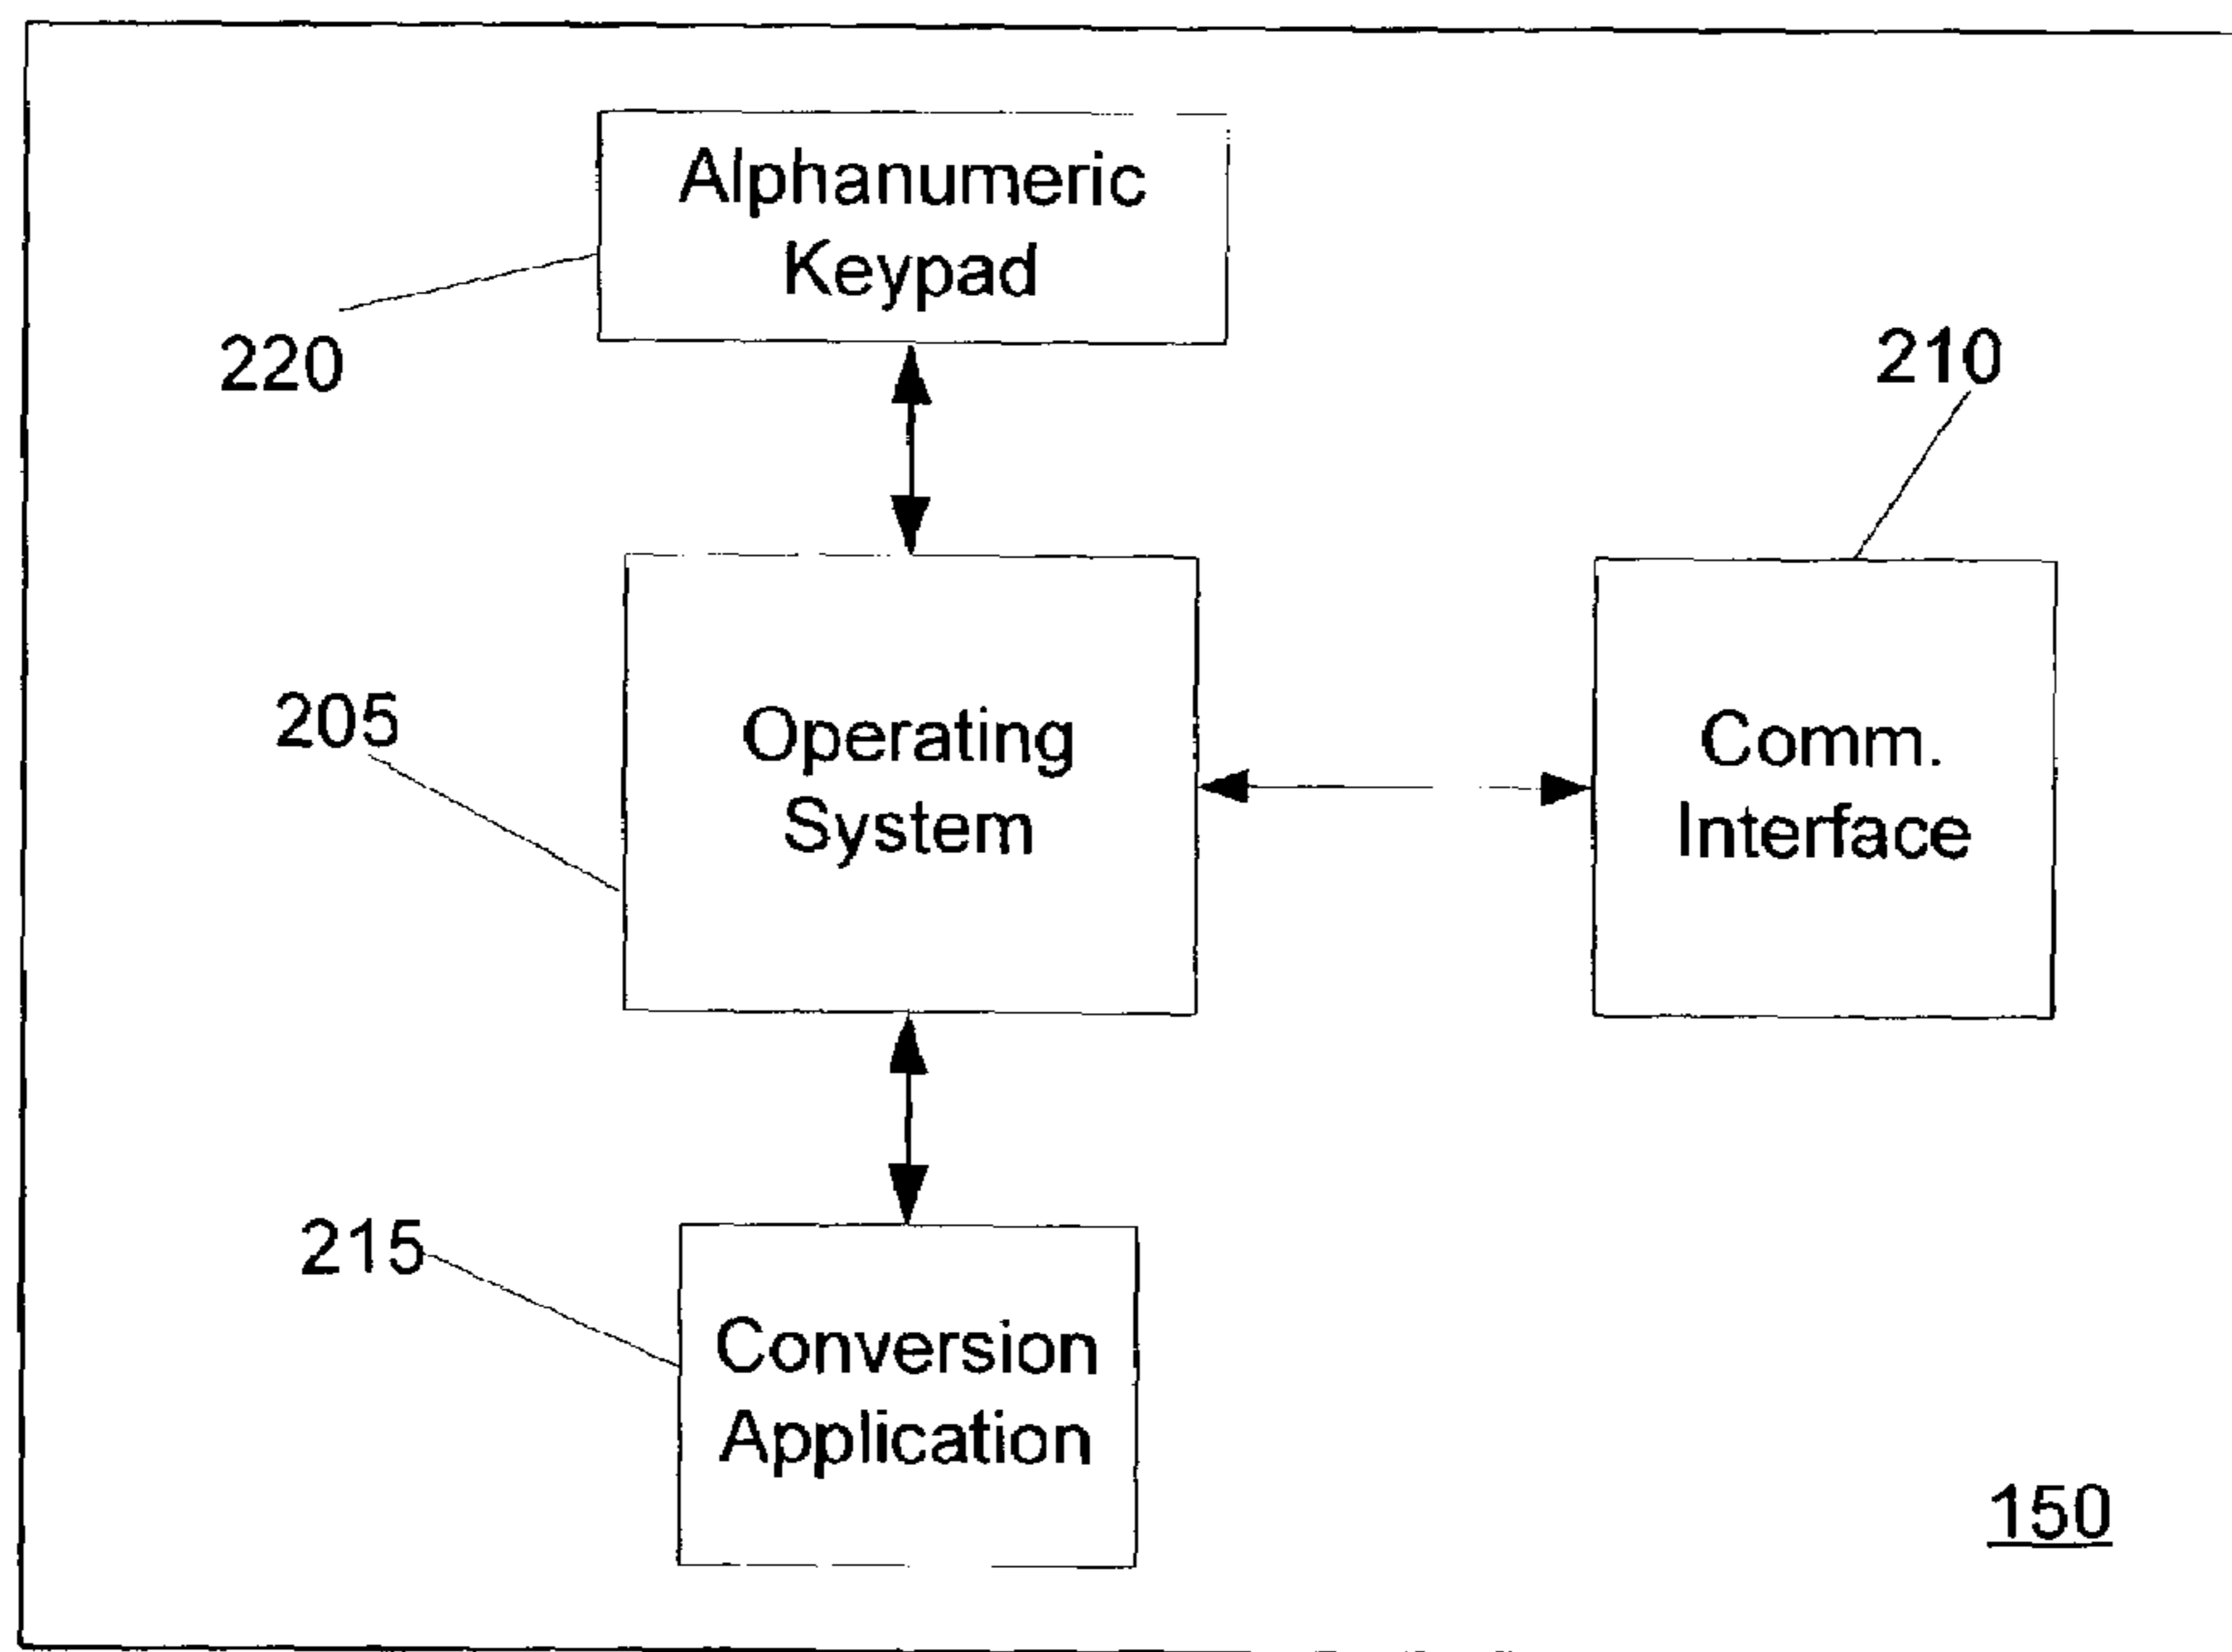 Alphanumeric
Keypad
220
210
205
Operating
System
Comm.
Interface
215
Conversion
Application
150